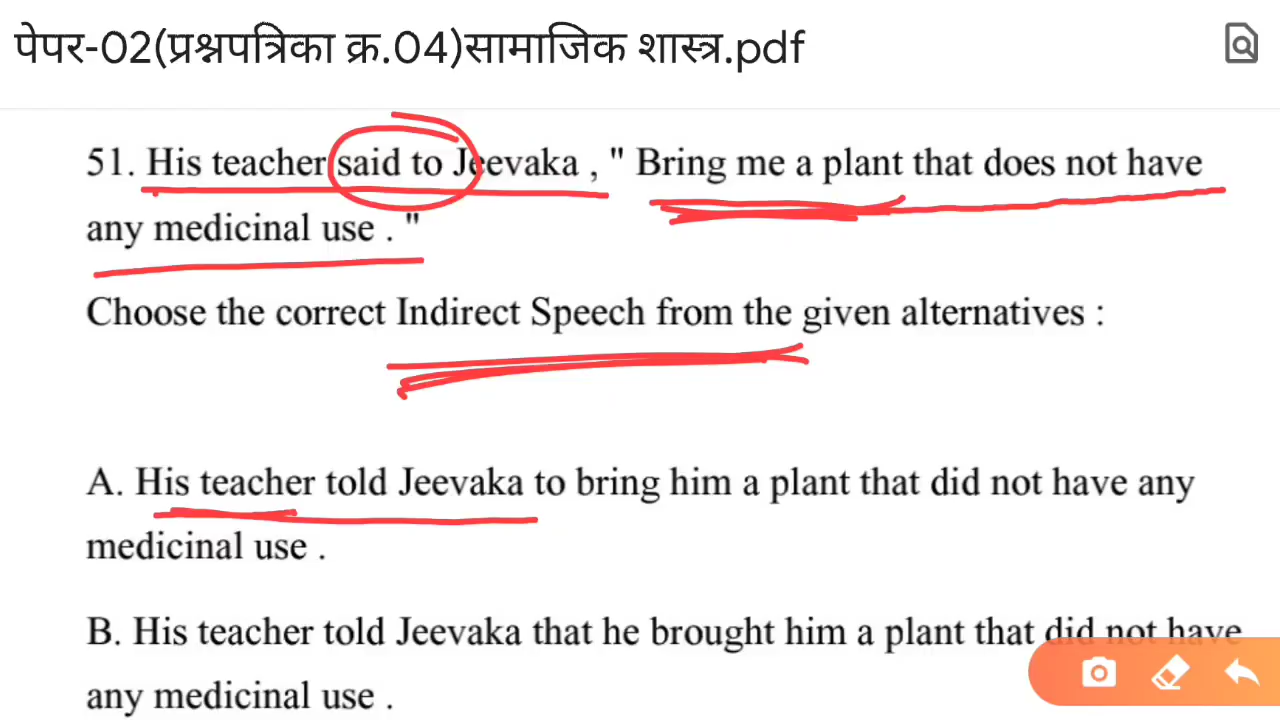 पेपर-02(प्रश्नपत्रिका क्र.04)सामाजिक शास्त्र.pdf
51. His teacher said to Jeevaka , " Bring me a plant that does not have
any medicinal use . "
Choose the correct Indirect Speech from the given alternatives :
A. His teacher told Jeevaka to bring him a plant that did not have any
medicinal use .
B. His teacher told Jeevaka that he brought him a plant that did not have
any medicinal use .